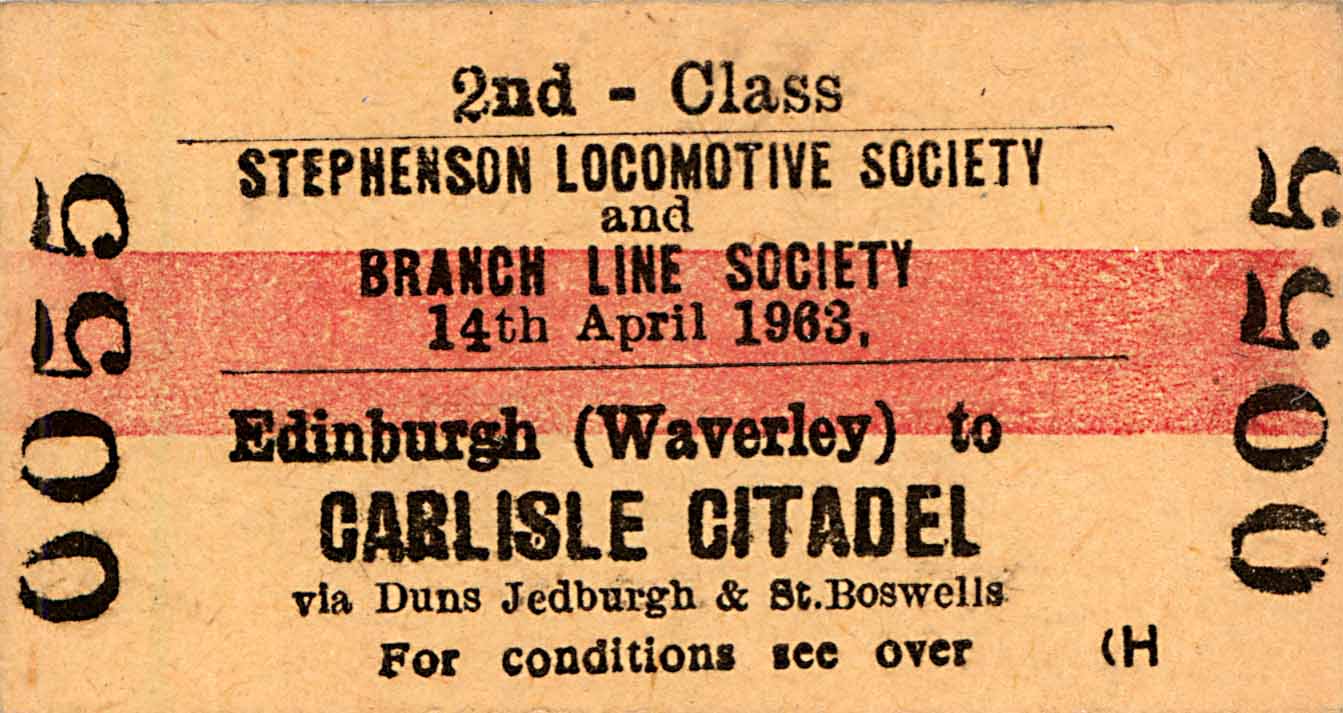 2nd - Class
STEPHENSON LOCOMOTIVE SOCIETY
and
BRANCH LINE SOCIETY
14th April 1963.
Edinburgh (Waverley) to
CARLISLE CITADEL
via Duns Jedburgh & St.Boswells
For conditions see over (H
0055
0055